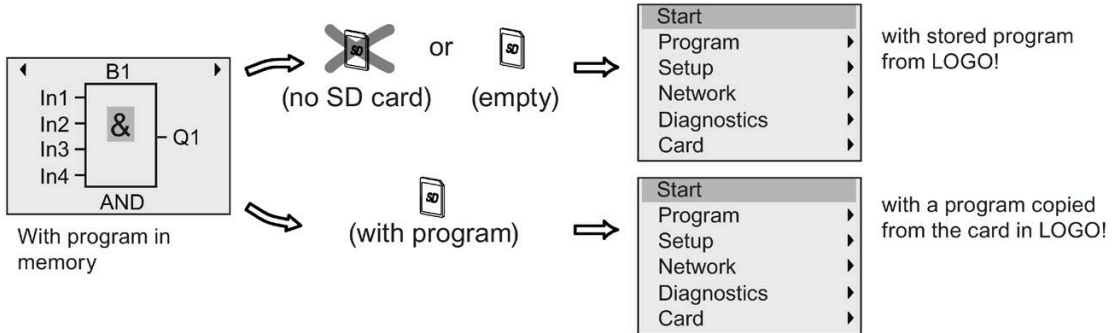 B1
In1
In2
In3
In4
&
Q1
AND
With program in
memory
SD
or
SD
(no SD card)
(empty)
Start
Program
Setup
Network
Diagnostics
Card
with stored program
from LOGO!
SD
(with program)
Start
Program
Setup
Network
Diagnostics
Card
with a program copied
from the card in LOGO!